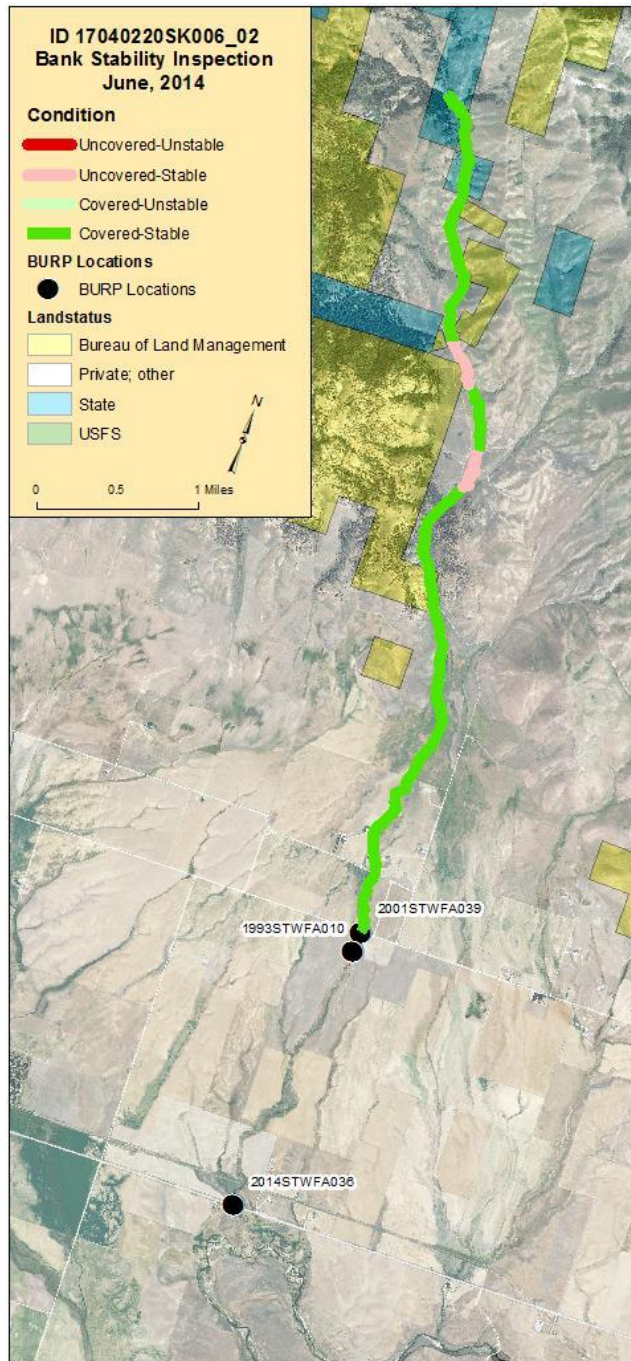 ID 17040220SK006_02
Bank Stability Inspection
June, 2014
Condition
Uncovered-Unstable
Uncovered-Stable
Covered-Unstable
Covered-Stable
BURP Locations
BURP Locations
Landstatus
Bureau of Land Management
Private; other
State
USFS
N
0 0.5 1 Miles
2001STWFA039
1993STWFA010
2014STWFA036